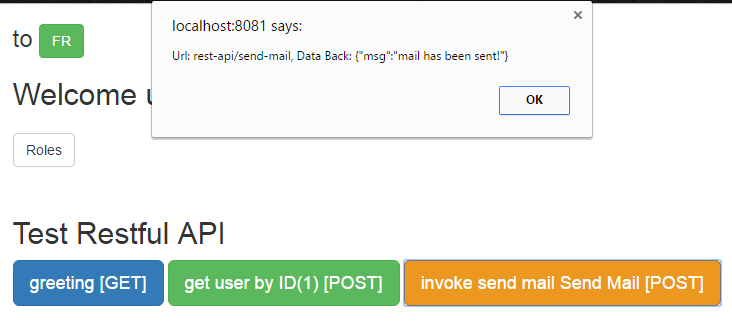 localhost:8081 says:
Url: rest-api/send-mail, Data Back: {"msg":"mail has been sent!"}
OK
to FR
Welcome
Roles
Test Restful API
greeting [GET] get user by ID(1) [POST] invoke send mail Send Mail [POST]